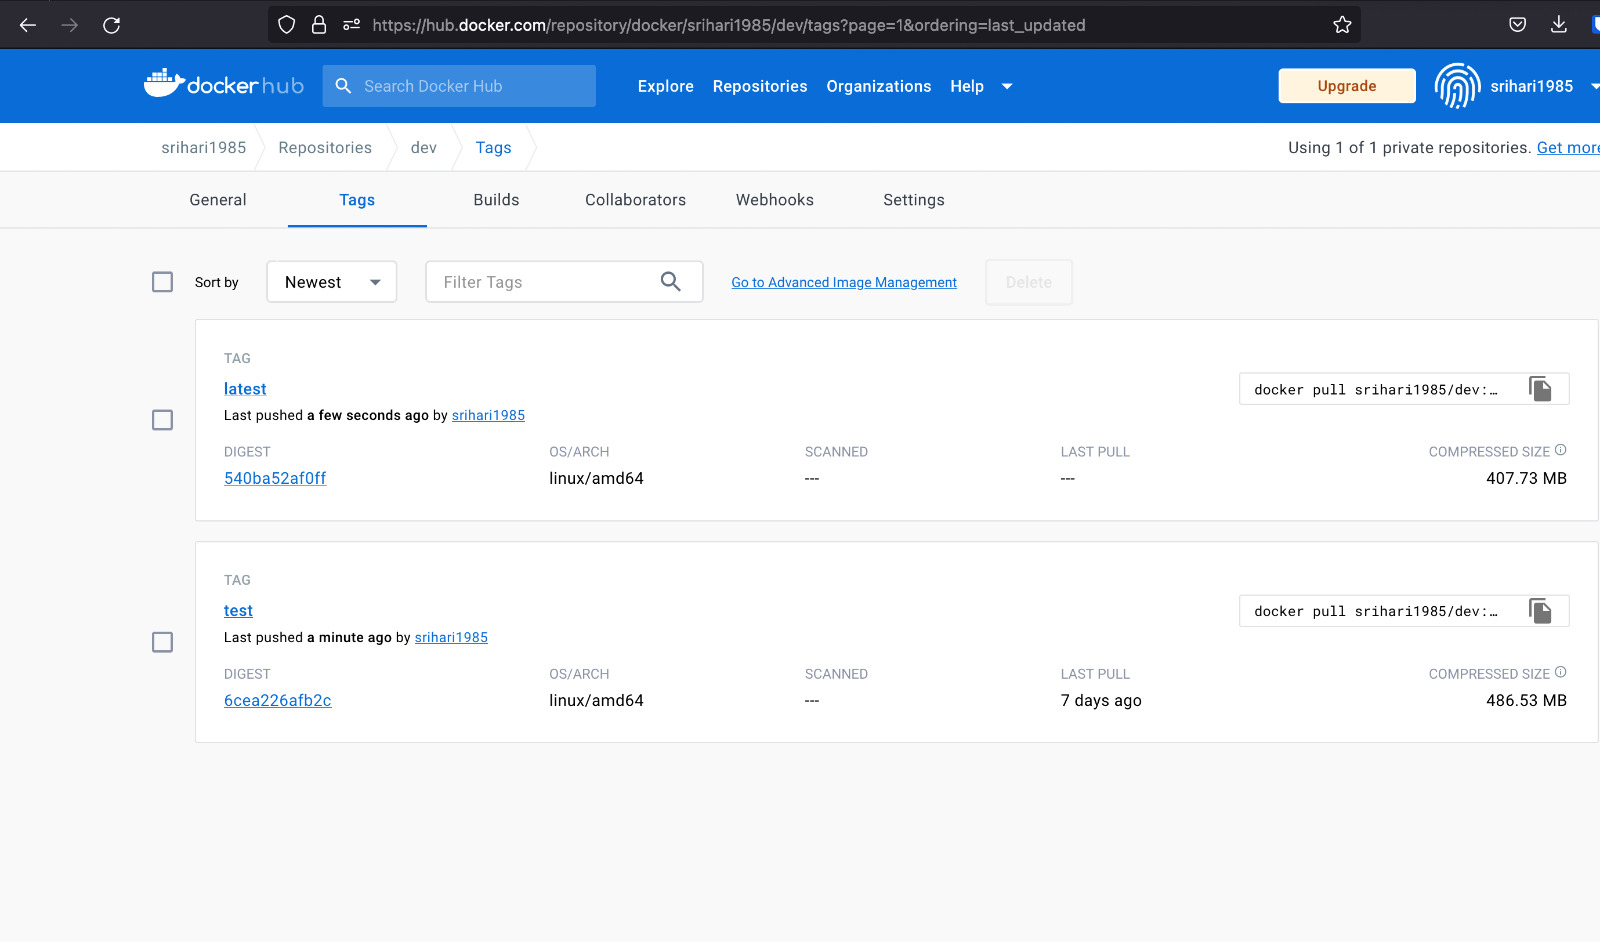 https://hub.docker.com/repository/docker/srihari1985/dev/tags?page=1&ordering=last_updated
docker hub Search Docker Hub Explore Repositories Organizations Help Upgrade srihari1985
srihari1985 Repositories dev Tags Using 1 of 1 private repositories. Get more
General Tags Builds Collaborators Webhooks Settings
Sort by Newest Filter Tags Go to Advanced Image Management Delete
TAG
latest docker pull srihari1985/dev:…
Last pushed a few seconds ago by srihari1985
DIGEST OS/ARCH SCANNED LAST PULL COMPRESSED SIZE
540ba52af0ff linux/amd64 --- --- 407.73 MB
TAG
test docker pull srihari1985/dev:…
Last pushed a minute ago by srihari1985
DIGEST OS/ARCH SCANNED LAST PULL COMPRESSED SIZE
6cea226afb2c linux/amd64 --- 7 days ago 486.53 MB